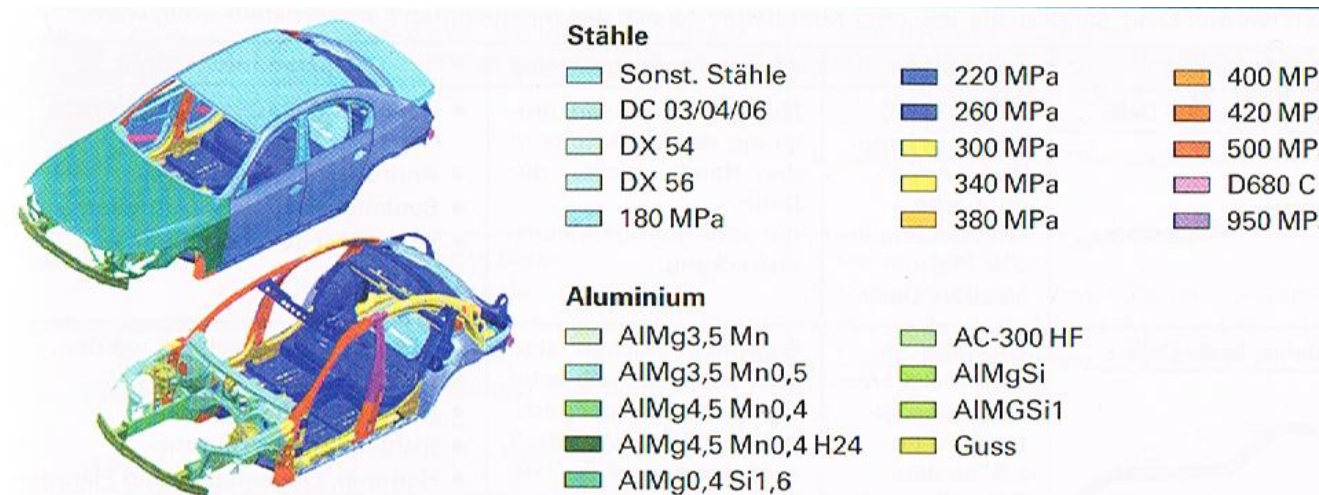 Stähle
Sonst. Stähle
DC 03/04/06
DX 54
DX 56
180 MPa
220 MPa
260 MPa
300 MPa
340 MPa
380 MPa
400 MP
420 MP
500 MP
D680 C
950 MP
Aluminium
AlMg3,5 Mn
AlMg3,5 Mn0,5
AlMg4,5 Mn0,4
AlMg4,5 Mn0,4 H24
AlMg0,4 Si1,6
AC-300 HF
AlMgSi
AlMGSi1
Guss